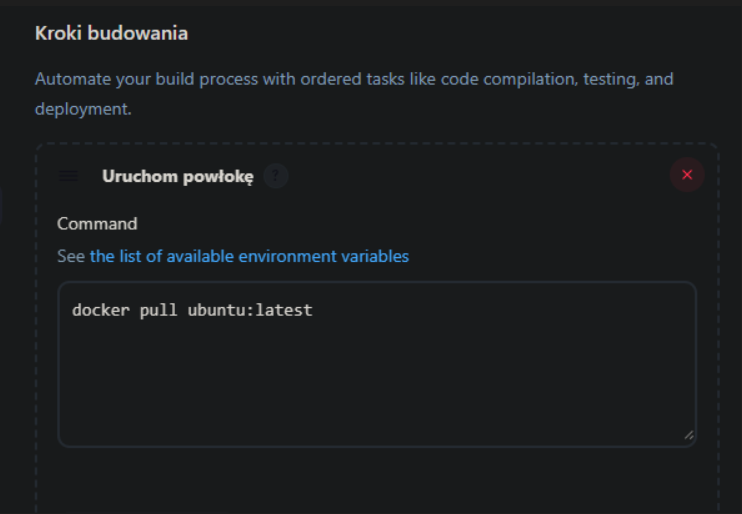 Kroki budowania
Automate your build process with ordered tasks like code compilation, testing, and
deployment.
Uruchom powłokę ?
Command
See the list of available environment variables
docker pull ubuntu:latest